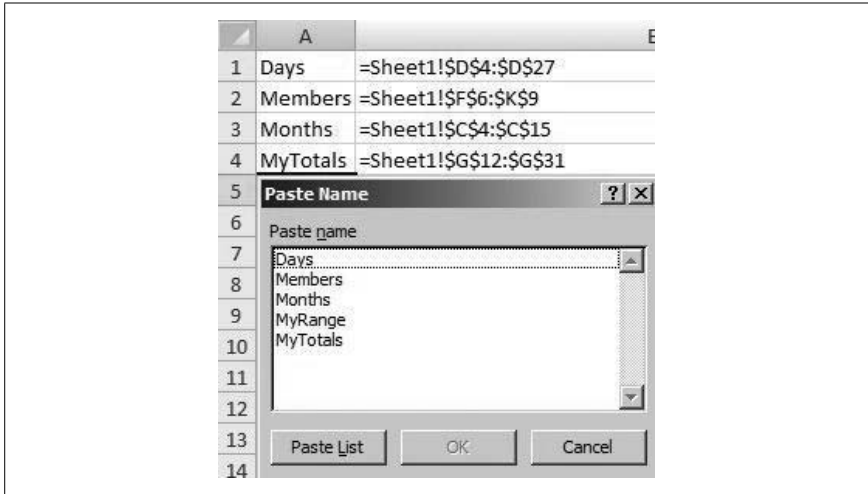 A E
1 Days =Sheet1!$D$4:$D$27
2 Members =Sheet1!$F$6:$K$9
3 Months =Sheet1!$C$4:$C$15
4 MyTotals =Sheet1!$G$12:$G$31
5 Paste Name ? X
6 Paste name
7 Days
8 Members
Months
9 MyRange
10 MyTotals
11
12
13 Paste List OK Cancel
14